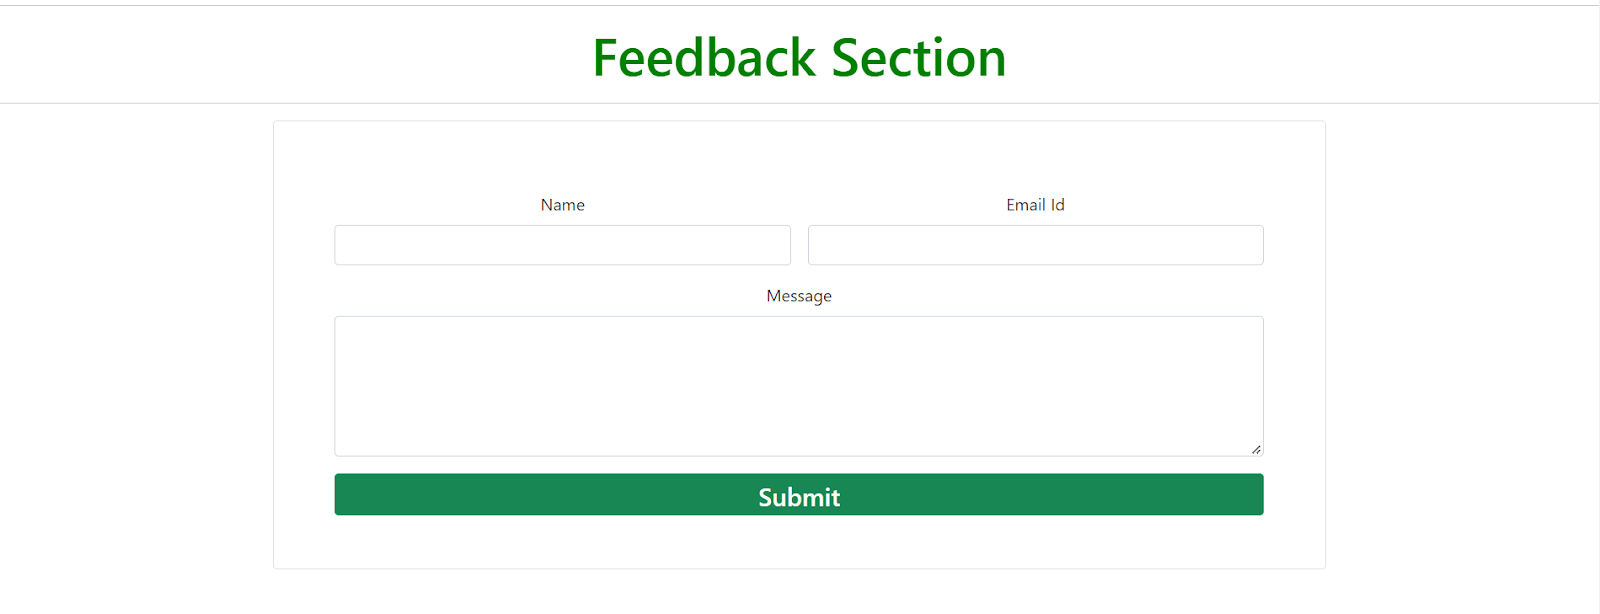 Feedback Section
Name
Email Id
Message
Submit